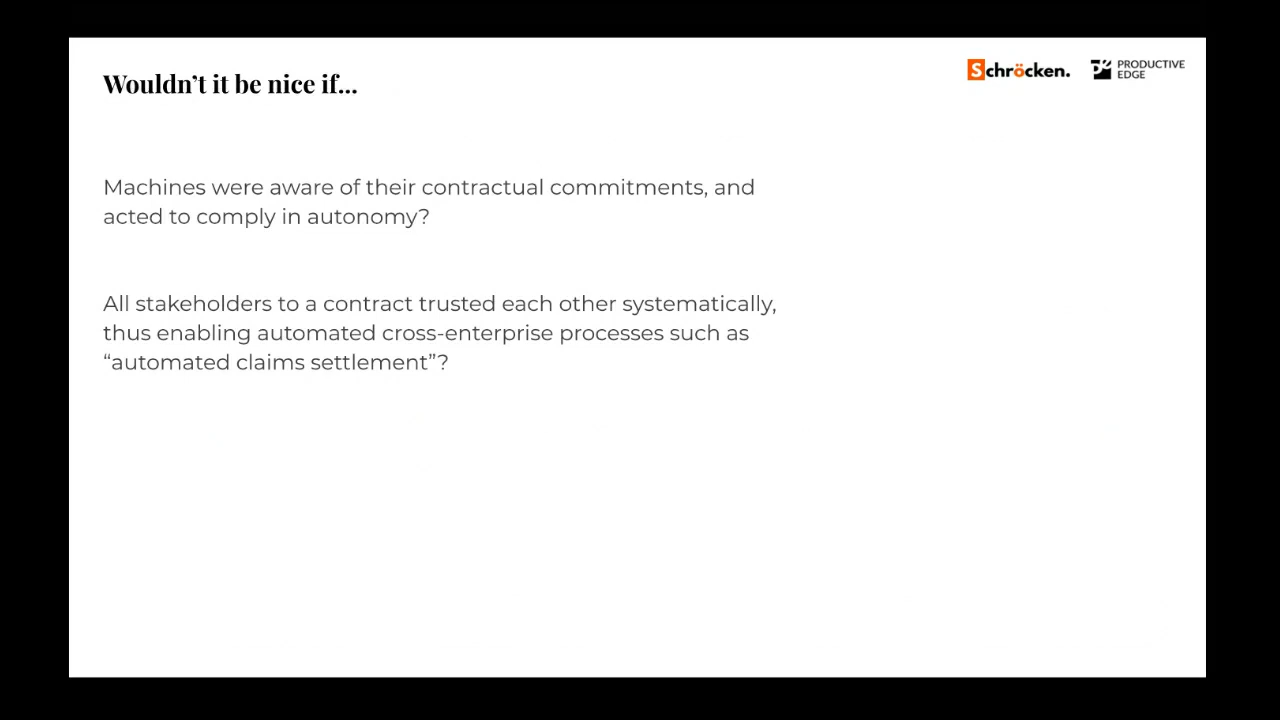 Wouldn’t it be nice if...
Schröcken.
PRODUCTIVE
EDGE
Machines were aware of their contractual commitments, and
acted to comply in autonomy?
All stakeholders to a contract trusted each other systematically,
thus enabling automated cross-enterprise processes such as
“automated claims settlement”?